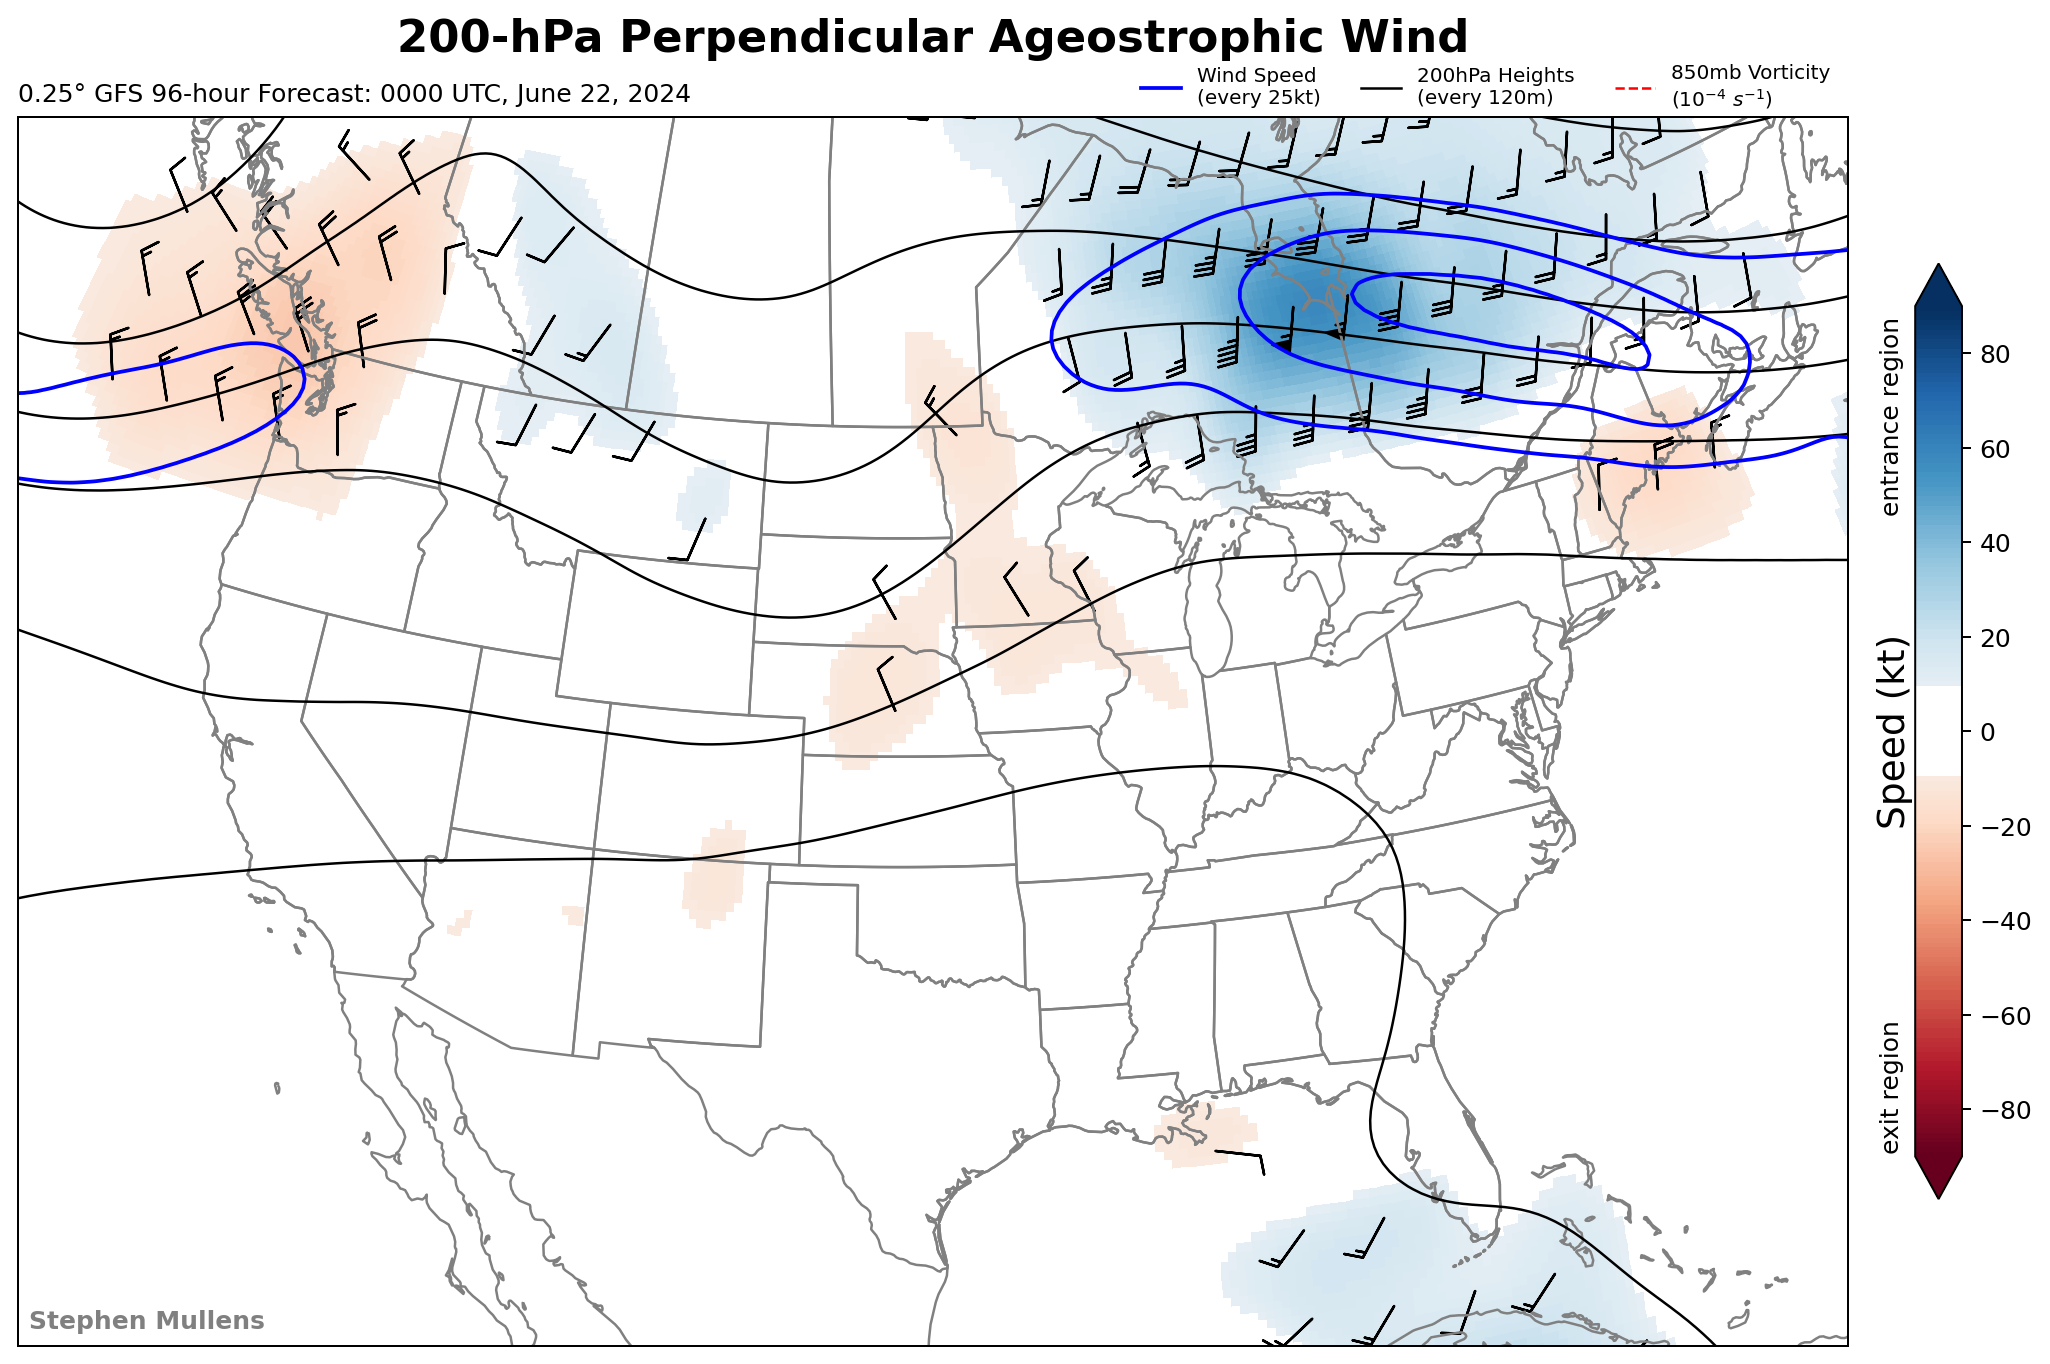 200-hPa Perpendicular Ageostrophic Wind
0.25° GFS 96-hour Forecast: 0000 UTC, June 22, 2024
Wind Speed
(every 25kt)
200hPa Heights
(every 120m)
850mb Vorticity
(10⁻⁴ s⁻¹)
entrance region
Speed (kt)
exit region
80
60
40
20
0
−20
−40
−60
−80
Stephen Mullens